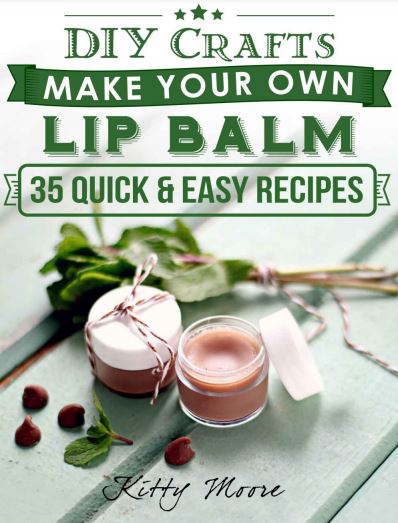 DIY CRAFTS
MAKE YOUR OWN
LIP BALM
35 QUICK & EASY RECIPES
Kitty Moore